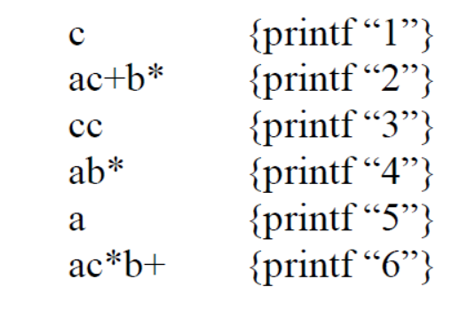 c {printf “1”}
ac+b* {printf “2”}
cc {printf “3”}
ab* {printf “4”}
a {printf “5”}
ac*b+ {printf “6”}